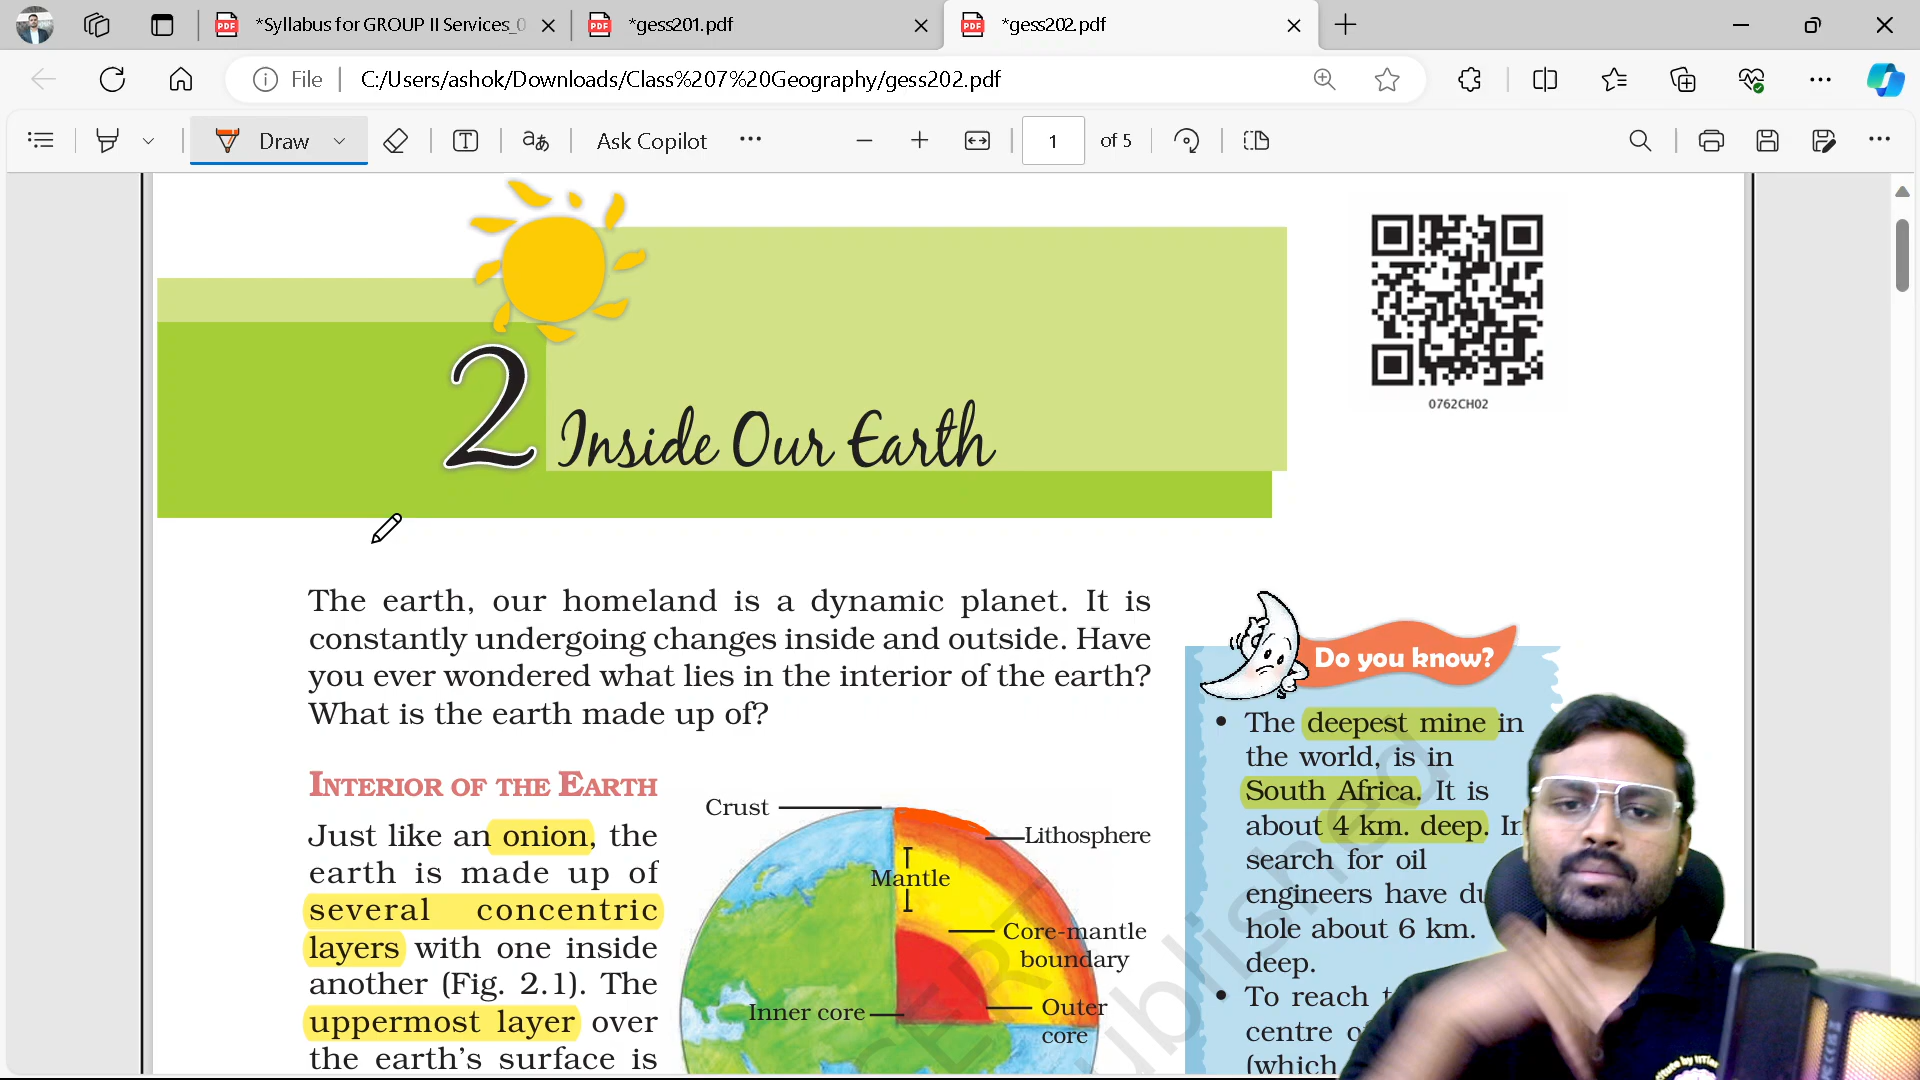 *Syllabus for GROUP II Services_0
*gess201.pdf
*gess202.pdf
File
C:/Users/ashok/Downloads/Class%207%20Geography/gess202.pdf
Draw
Ask Copilot
1
of 5
0762CH02
2 Inside Our Earth
The earth, our homeland is a dynamic planet. It is
constantly undergoing changes inside and outside. Have
you ever wondered what lies in the interior of the earth?
What is the earth made up of?
INTERIOR OF THE EARTH
Just like an onion, the
earth is made up of
several concentric
layers with one inside
another (Fig. 2.1). The
uppermost layer over
the earth's surface is
Crust
Lithosphere
Mantle
Core-mantle
boundary
Inner core
Outer
core
Do you know?
• The deepest mine in
the world, is in
South Africa. It is
about 4 km. deep. In
search for oil
engineers have
hole about 6 km.
deep.
• To reach
centre
(which